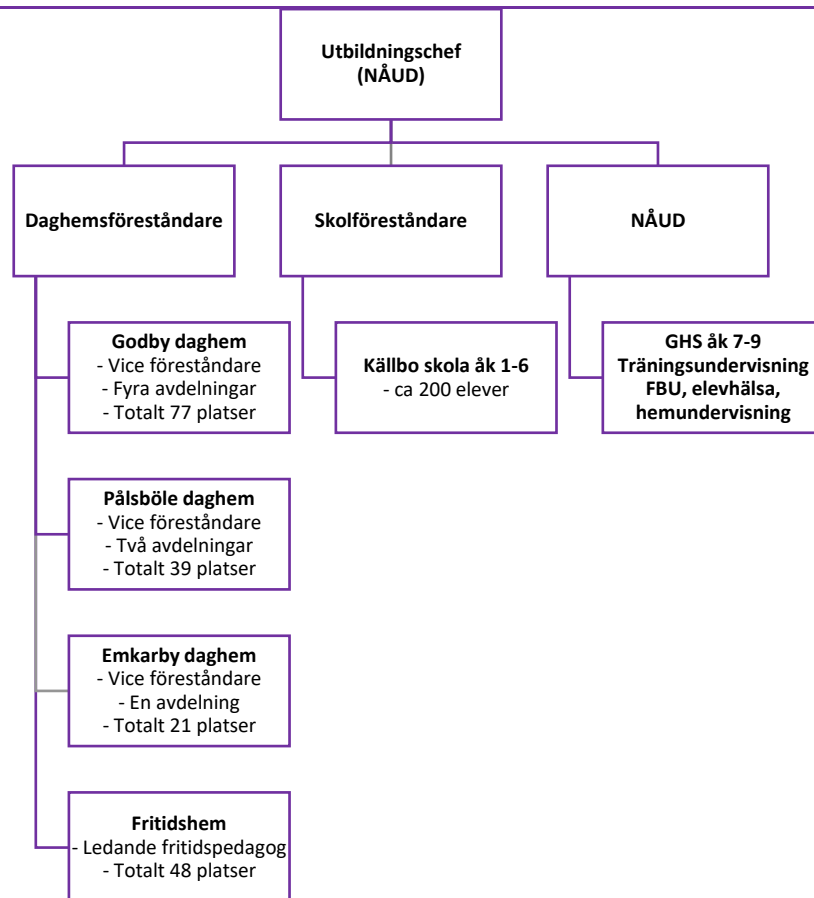 Utbildningschef
(NÅUD)
Daghemsföreståndare
Skolföreståndare
NÅUD
Godby daghem
- Vice föreståndare
- Fyra avdelningar
- Totalt 77 platser
Källbo skola åk 1-6
- ca 200 elever
GHS åk 7-9
Träningsundervisning
FBU, elevhälsa,
hemundervisning
Pålsböle daghem
- Vice föreståndare
- Två avdelningar
- Totalt 39 platser
Emkarby daghem
- Vice föreståndare
- En avdelning
- Totalt 21 platser
Fritidshem
- Ledande fritidspedagog
- Totalt 48 platser